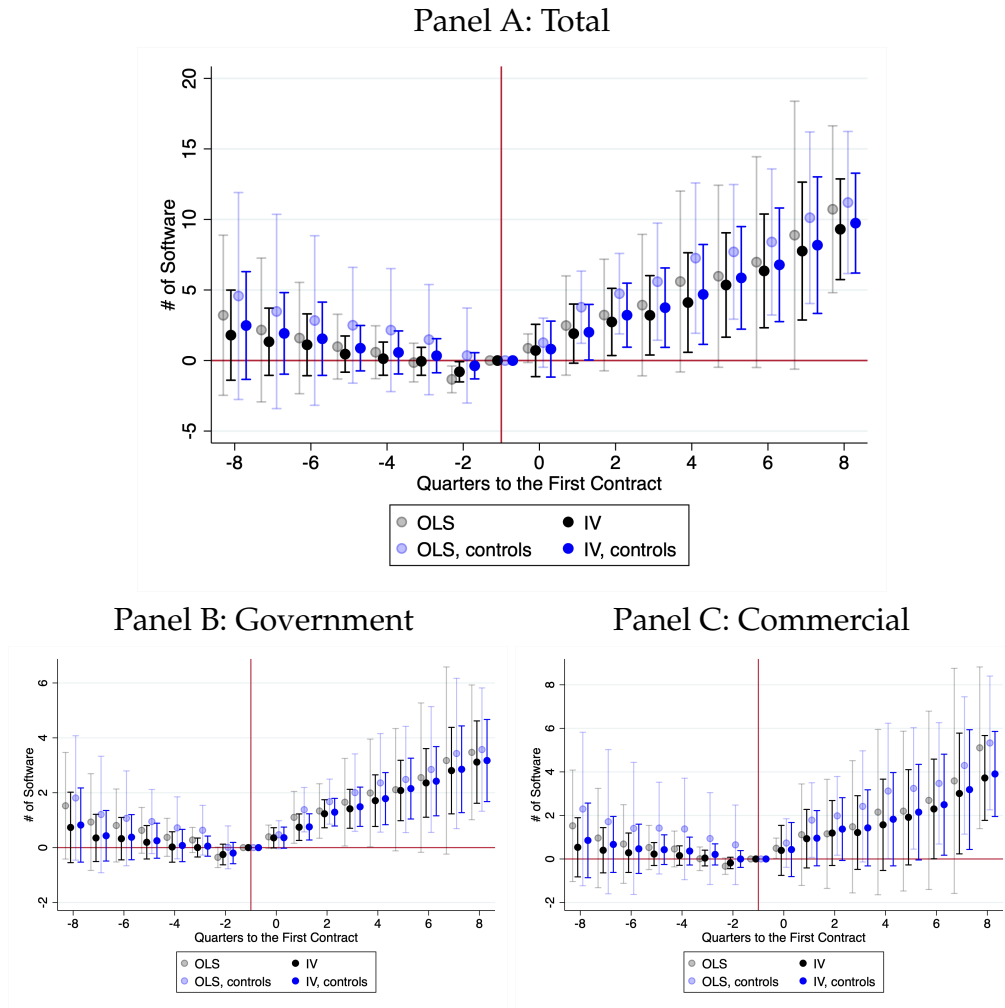 Panel A: Total
# of Software
20
15
10
5
0
-5
-8 -6 -4 -2 0 2 4 6 8
Quarters to the First Contract
OLS IV
OLS, controls IV, controls
Panel B: Government
# of Software
6
4
2
0
-2
-8 -6 -4 -2 0 2 4 6 8
Quarters to the First Contract
OLS IV
OLS, controls IV, controls
Panel C: Commercial
# of Software
8
6
4
2
0
-2
-8 -6 -4 -2 0 2 4 6 8
Quarters to the First Contract
OLS IV
OLS, controls IV, controls